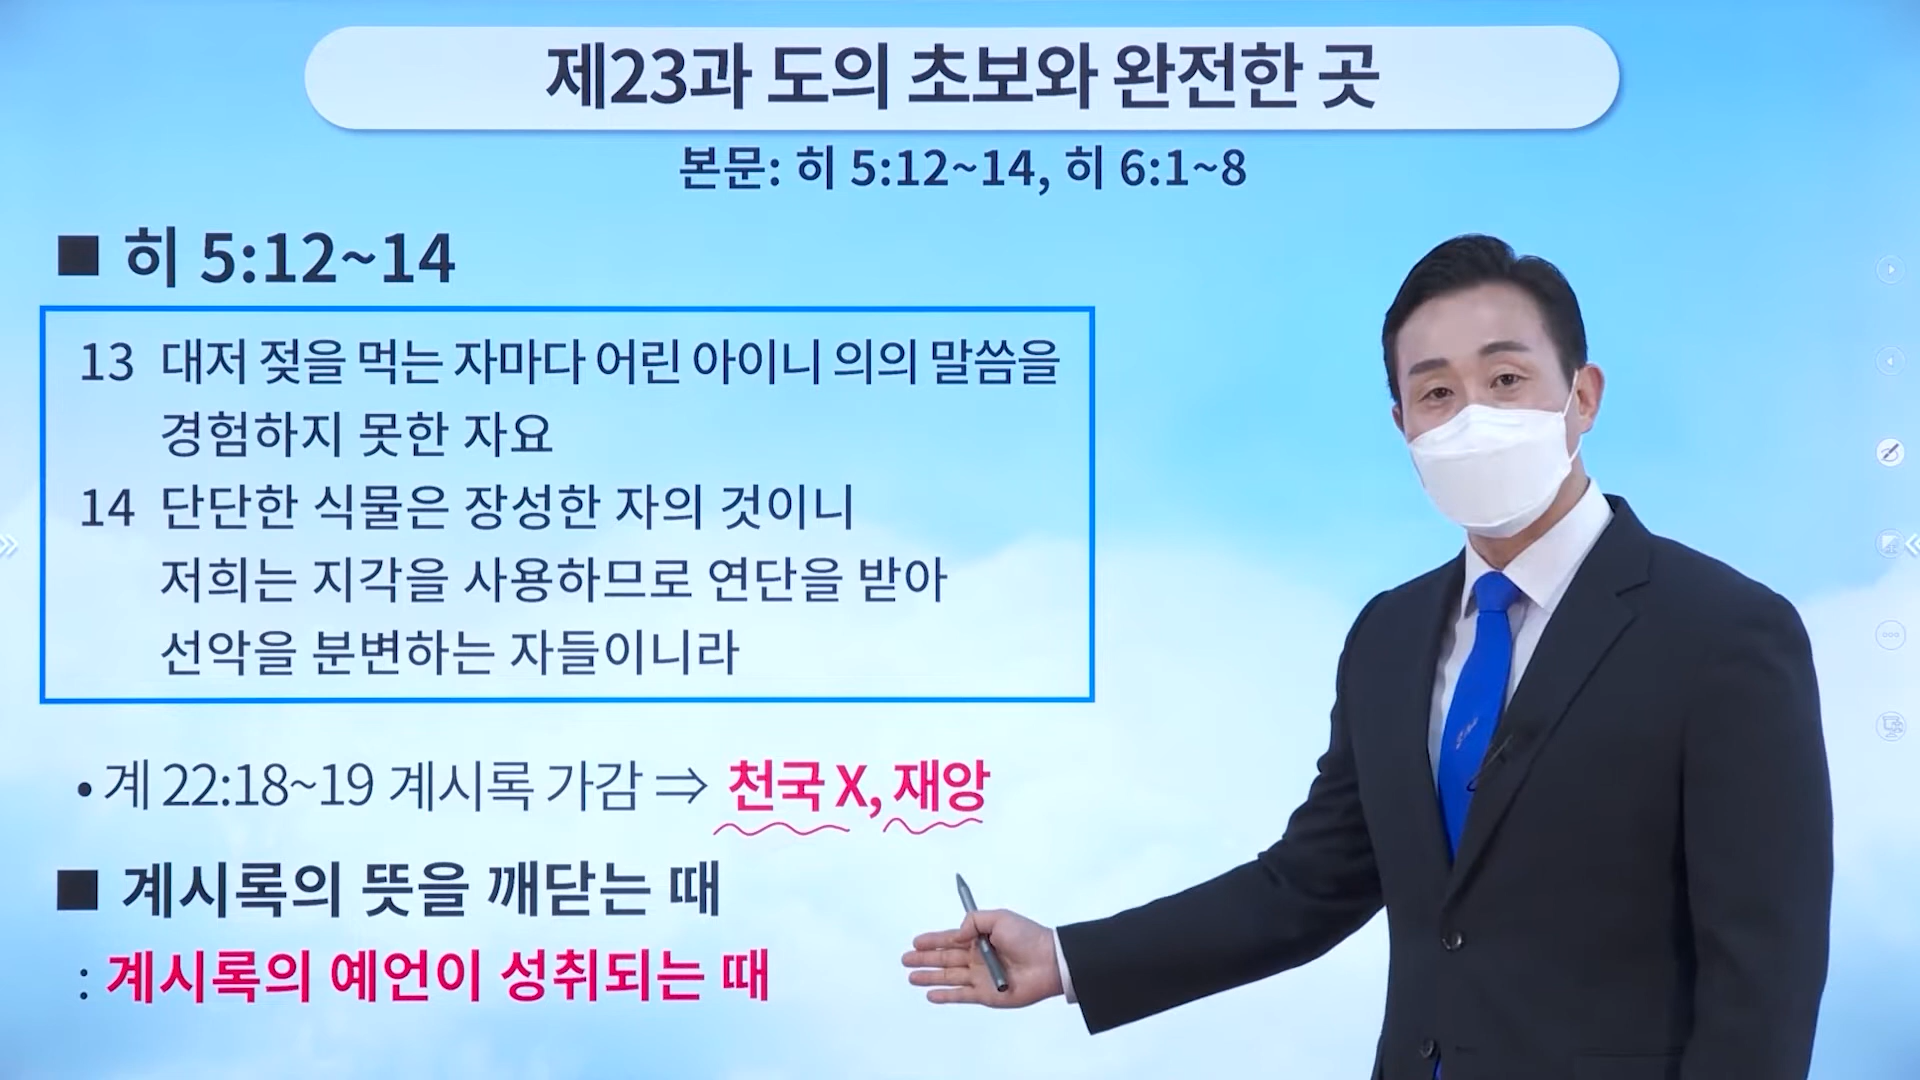 제23과 도의 초보와 완전한 곳
본문: 히 5:12~14, 히 6:1~8
■ 히 5:12~14
13 대저 젖을 먹는 자마다 어린 아이니 의의 말씀을
경험하지 못한 자요
14 단단한 식물은 장성한 자의 것이니
저희는 지각을 사용하므로 연단을 받아
선악을 분변하는 자들이니라
• 계 22:18~19 계시록 가감 ⇒ 천국 X, 재앙
■ 계시록의 뜻을 깨닫는 때
: 계시록의 예언이 성취되는 때